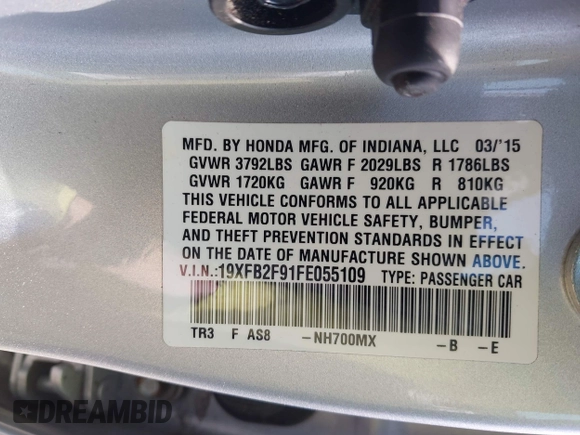 MFD. BY HONDA MFG. OF INDIANA, LLC 03/'15
GVWR 3792LBS GAWR F 2029LBS R 1786LBS
GVWR 1720KG GAWR F 920KG R 810KG
THIS VEHICLE CONFORMS TO ALL APPLICABLE
FEDERAL MOTOR VEHICLE SAFETY, BUMPER,
AND THEFT PREVENTION STANDARDS IN EFFECT
ON THE DATE OF MANUFACTURE SHOWN ABOVE.
V.I.N.:19XFB2F91FE055109 TYPE: PASSENGER CAR
TR3 F AS8 -NH700MX -B -E
DREAMBID